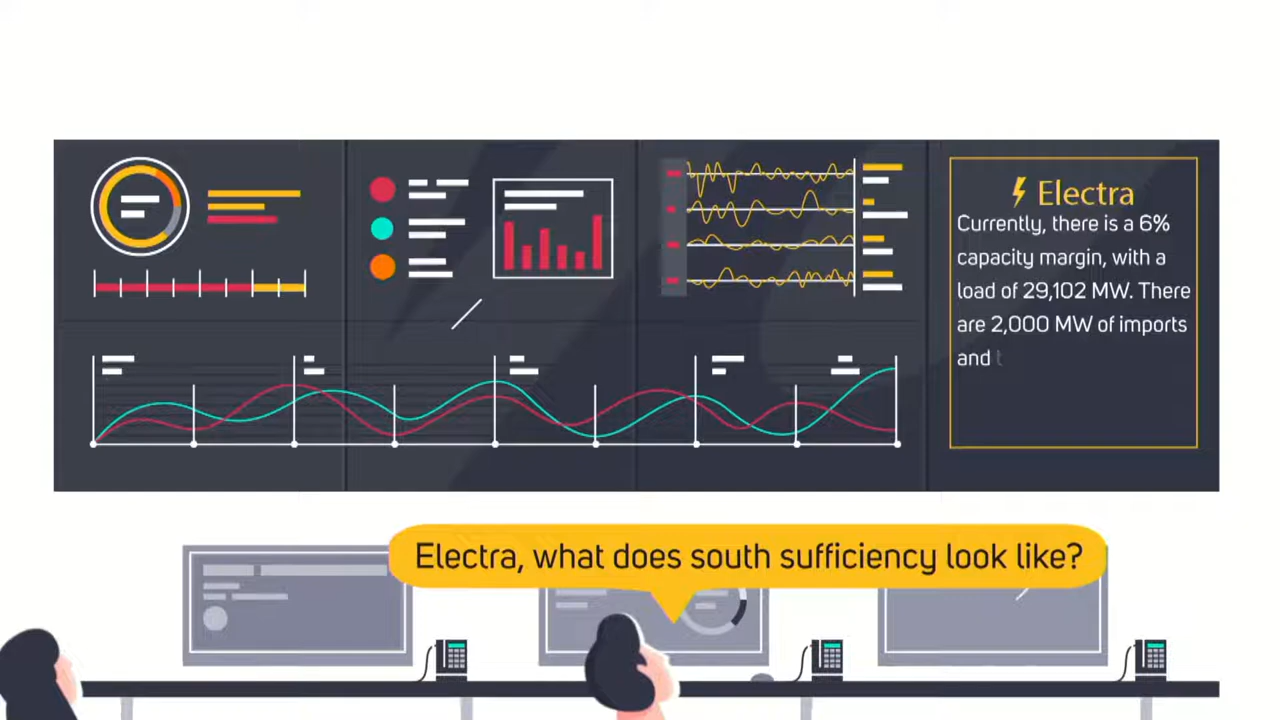 Electra
Currently, there is a 6%
capacity margin, with a
load of 29,102 MW. There
are 2,000 MW of imports
and t
Electra, what does south sufficiency look like?